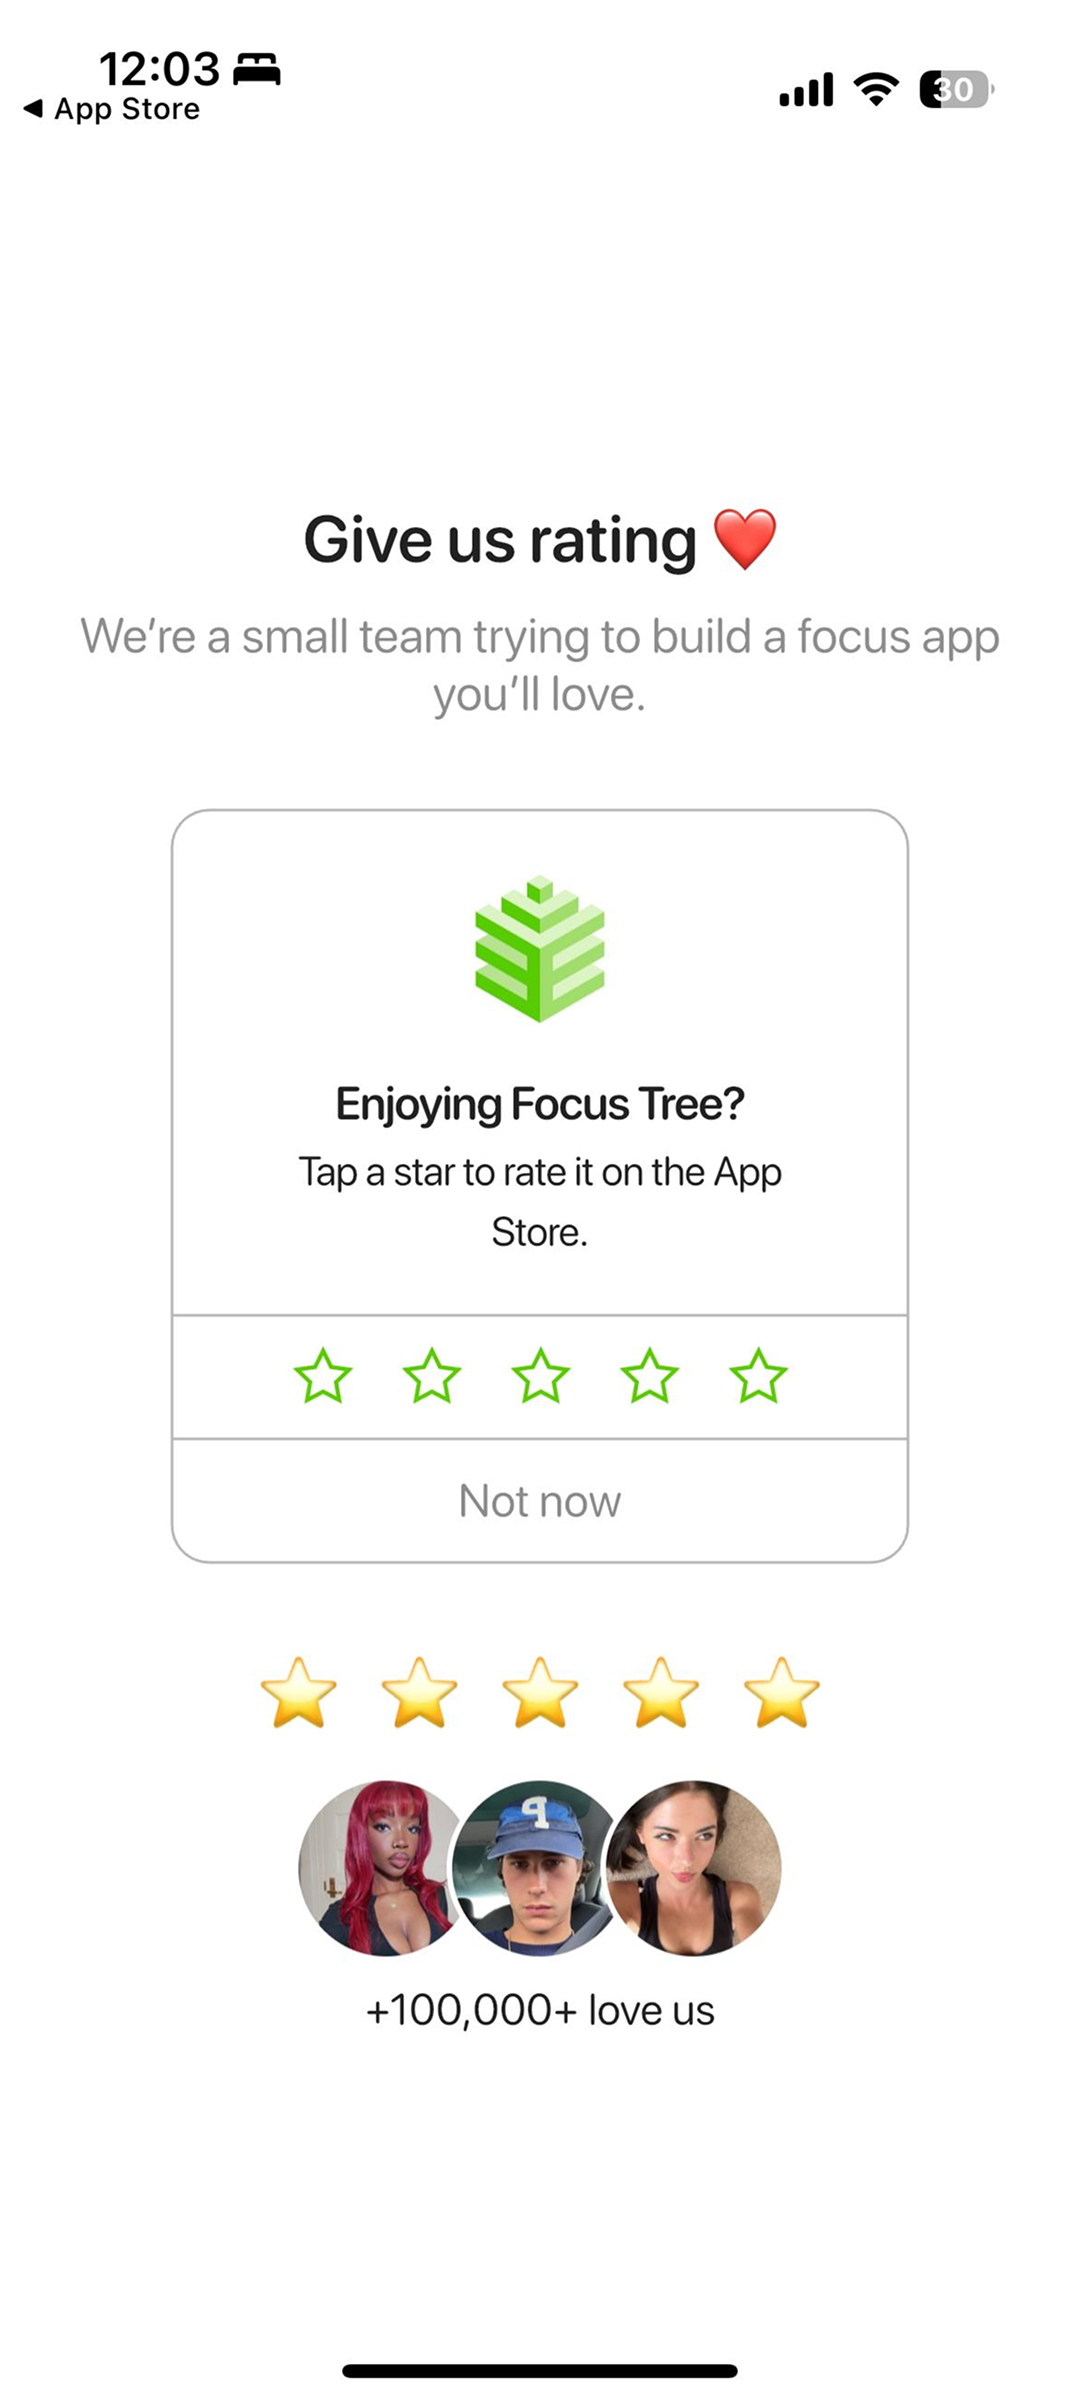 12:03
◀ App Store
30
Give us rating ❤️
We're a small team trying to build a focus app
you'll love.
Enjoying Focus Tree?
Tap a star to rate it on the App
Store.
Not now
+100,000+ love us